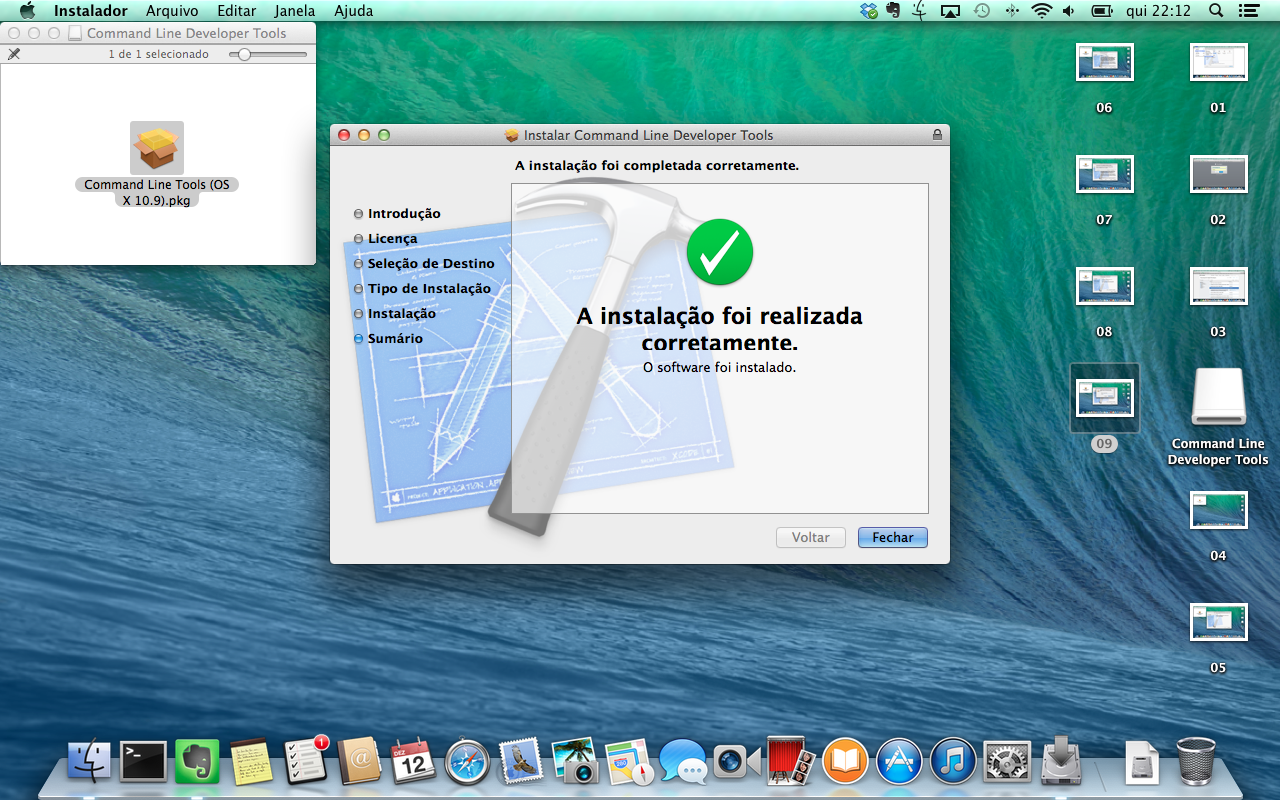 Instalador Arquivo Editar Janela Ajuda
qui 22:12
Command Line Developer Tools
1 de 1 selecionado
Command Line Tools (OS
X 10.9).pkg
Instalar Command Line Developer Tools
A instalação foi completada corretamente.
Introdução
Licença
Seleção de Destino
Tipo de Instalação
Instalação
Sumário
A instalação foi realizada
corretamente.
O software foi instalado.
Voltar
Fechar
06
01
07
02
08
03
09
Command Line
Developer Tools
04
05
1
DEZ
12
280